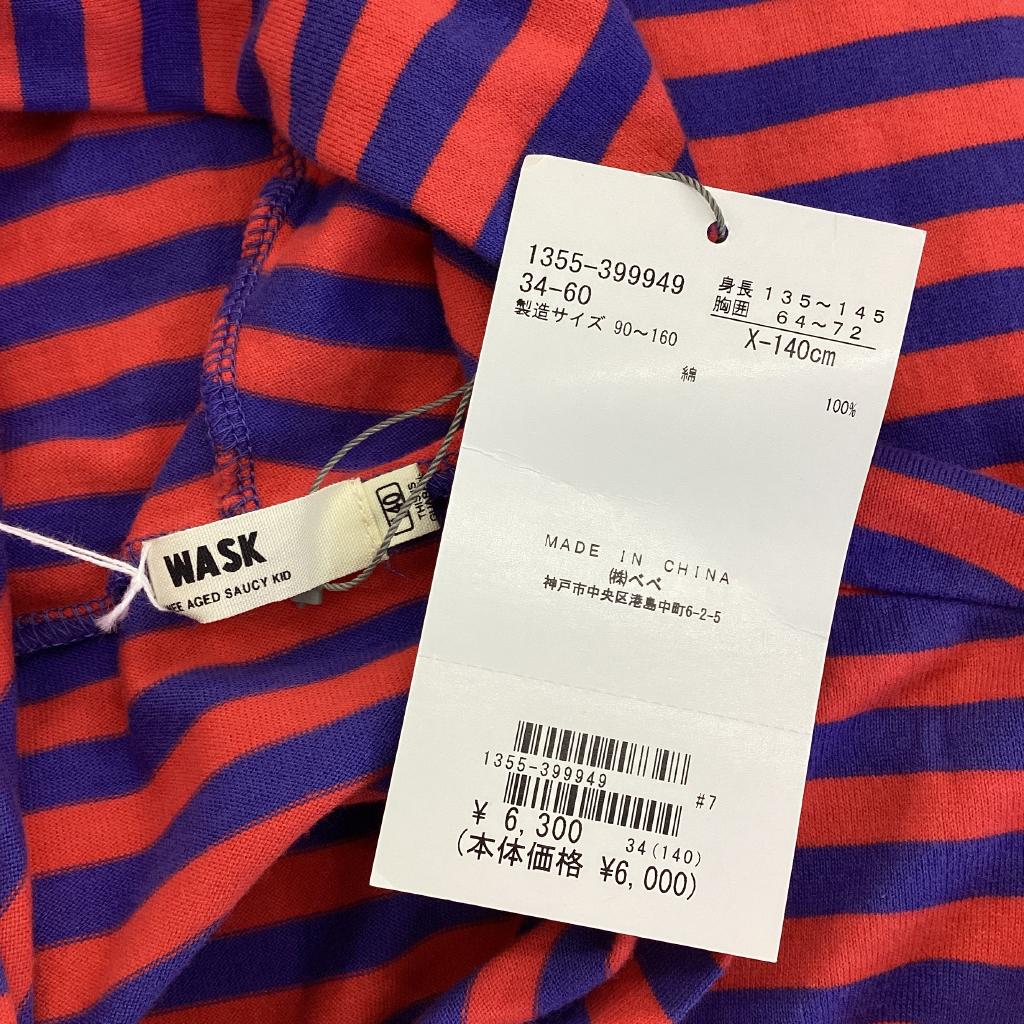 1355-399949
34-60
製造サイズ 90～160
身長 135～145
胸囲 64～72
X-140cm
綿
100%
MADE IN CHINA
㈱べべ
神戸市中央区港島中町6-2-5
1355-399949
#7
¥ 6,300
34(140)
(本体価格 ¥6,000)
WASK
AGED SAUCY KID
140